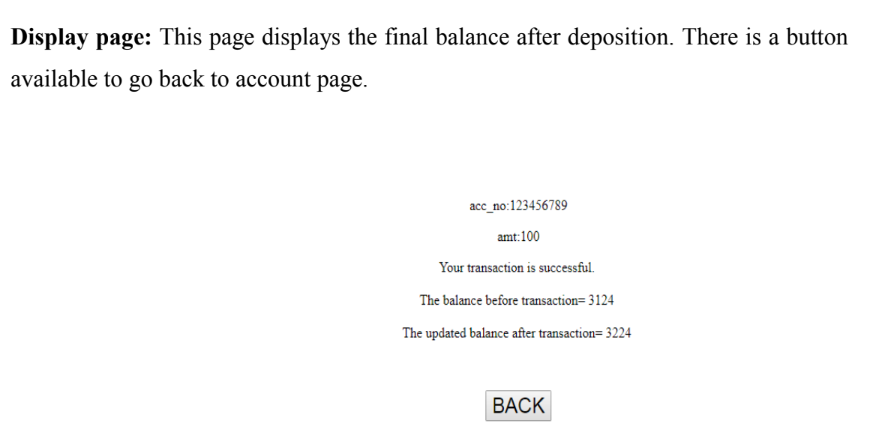 Display page: This page displays the final balance after deposition. There is a button
available to go back to account page.
acc_no:123456789
amt:100
Your transaction is successful.
The balance before transaction= 3124
The updated balance after transaction= 3224
BACK